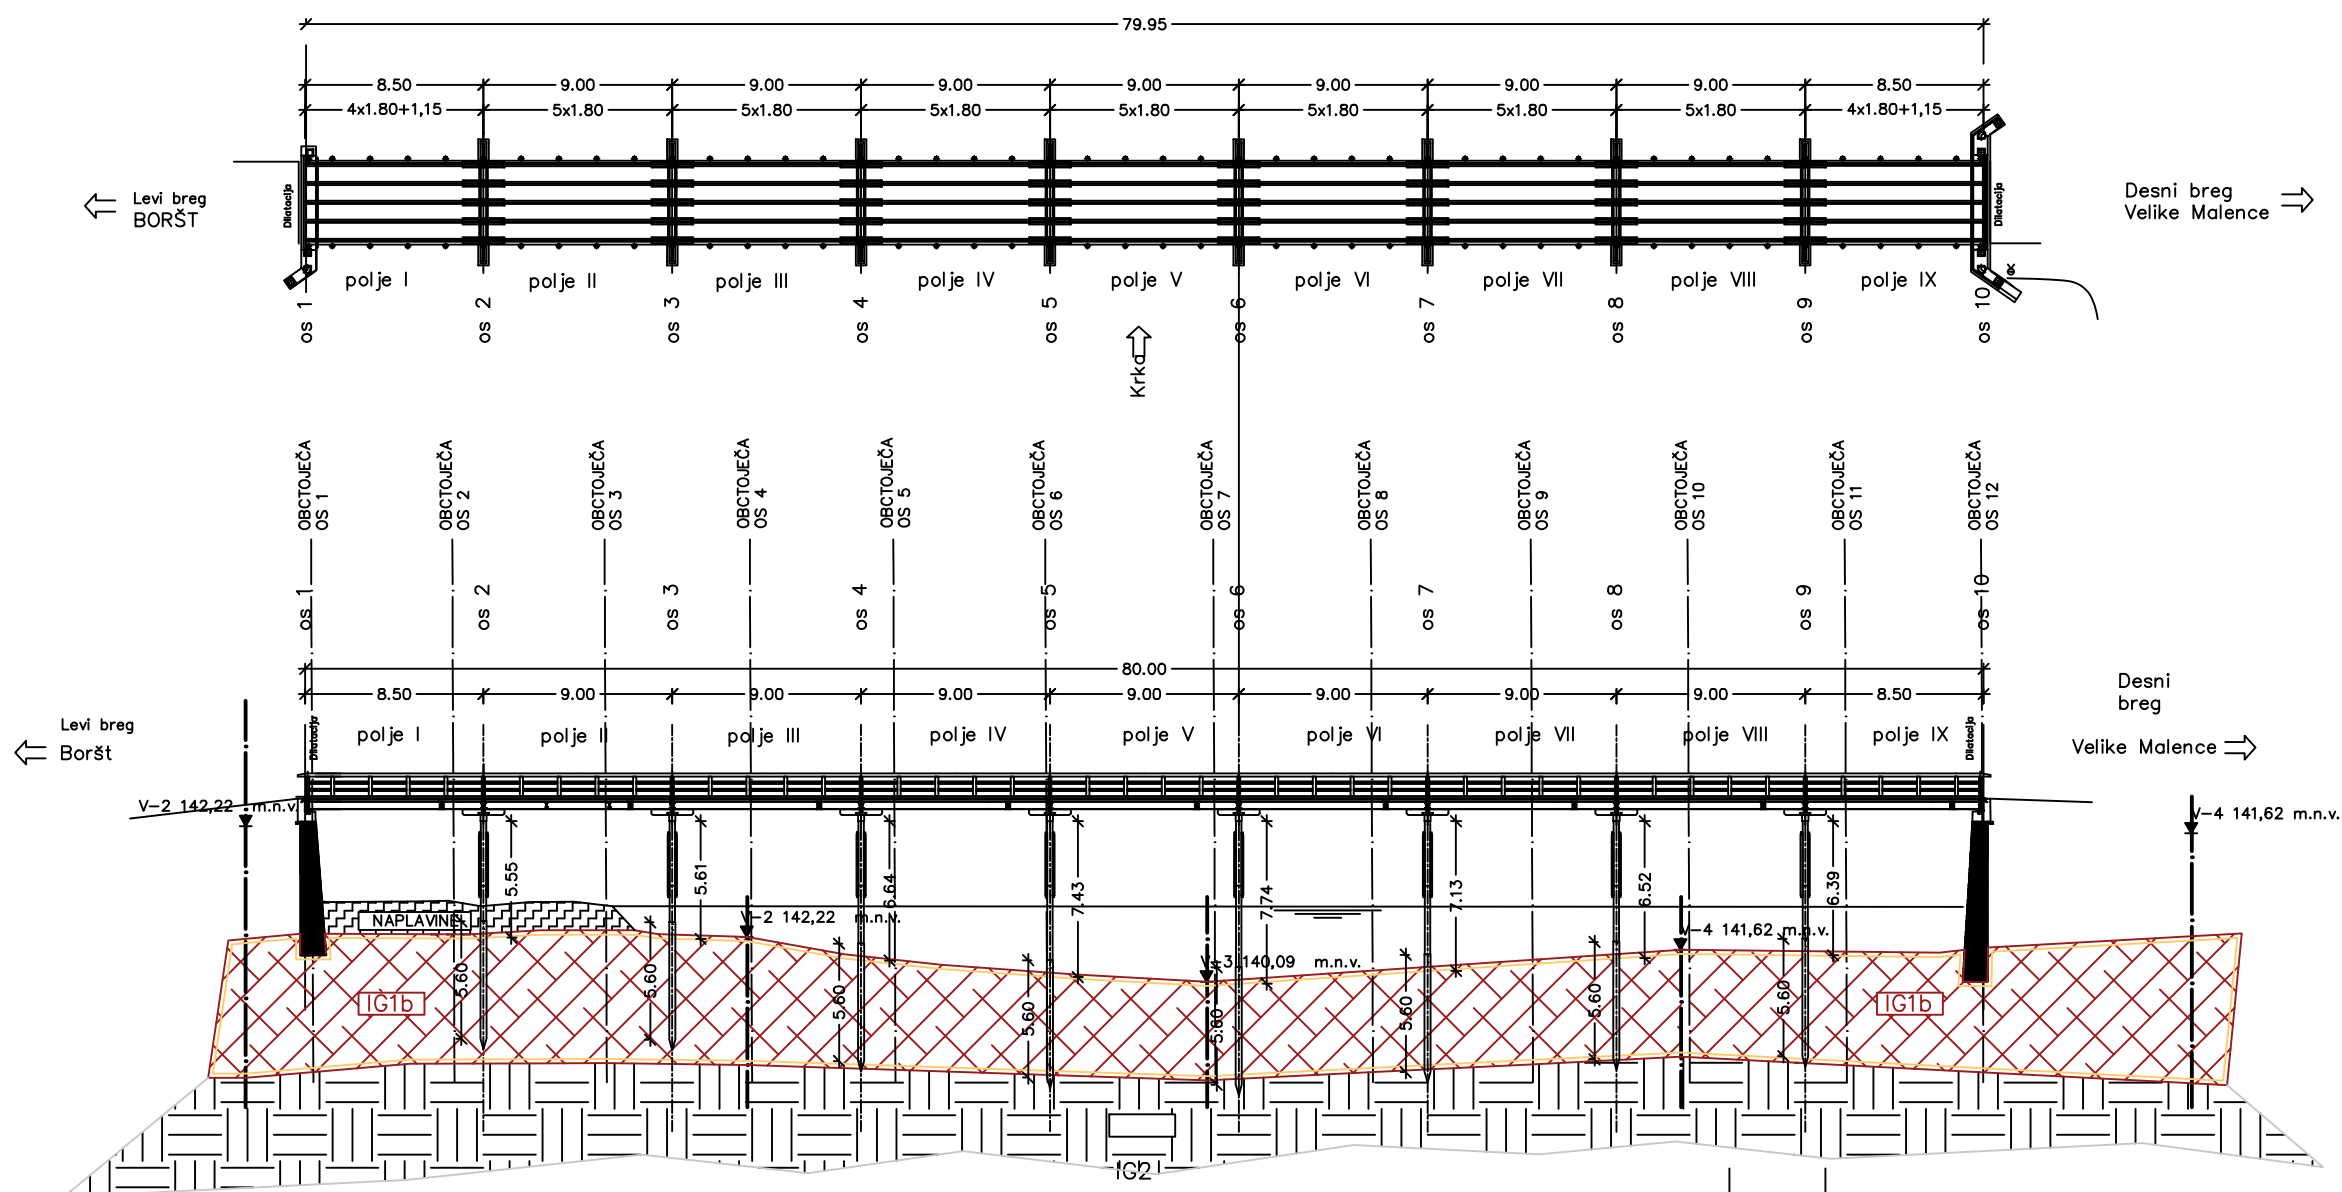 79.95
8.50 9.00 9.00 9.00 9.00 9.00 9.00 9.00 8.50
4x1.80+1,15 5x1.80 5x1.80 5x1.80 5x1.80 5x1.80 5x1.80 5x1.80 4x1.80+1,15
Dilatacija
Dilatacija
Levi breg
BORŠT
Desni breg
Velike Malence
polje I polje II polje III polje IV polje V polje VI polje VII polje VIII polje IX
os 1 os 2 os 3 os 4 os 5 os 6 os 7 os 8 os 9 os 10
Krka
OBCTOJEČA
OS 1
OBCTOJEČA
OS 2
OBCTOJEČA
OS 3
OBCTOJEČA
OS 4
OBCTOJEČA
OS 5
OBCTOJEČA
OS 6
OBCTOJEČA
OS 7
OBCTOJEČA
OS 8
OBCTOJEČA
OS 9
OBCTOJEČA
OS 10
OBCTOJEČA
OS 11
OBCTOJEČA
OS 12
os 1 os 2 os 3 os 4 os 5 os 6 os 7 os 8 os 9 os 10
80.00
8.50 9.00 9.00 9.00 9.00 9.00 9.00 9.00 8.50
Levi breg
Boršt
Desni
breg
Velike Malence
Dilatacija
Dilatacija
polje I polje II polje III polje IV polje V polje VI polje VII polje VIII polje IX
V-2 142,22 m.n.v.
V-4 141,62 m.n.v.
5.55 5.61 6.64 7.43 7.74 7.13 6.52 6.39
NAPLAVINE
V-2 142,22 m.n.v.
V-4 141,62 m.n.v.
V-3 140,09 m.n.v.
5.60 5.60 5.60 5.60 5.60 5.60 5.60 5.60
IG1b
IG1b
IG2